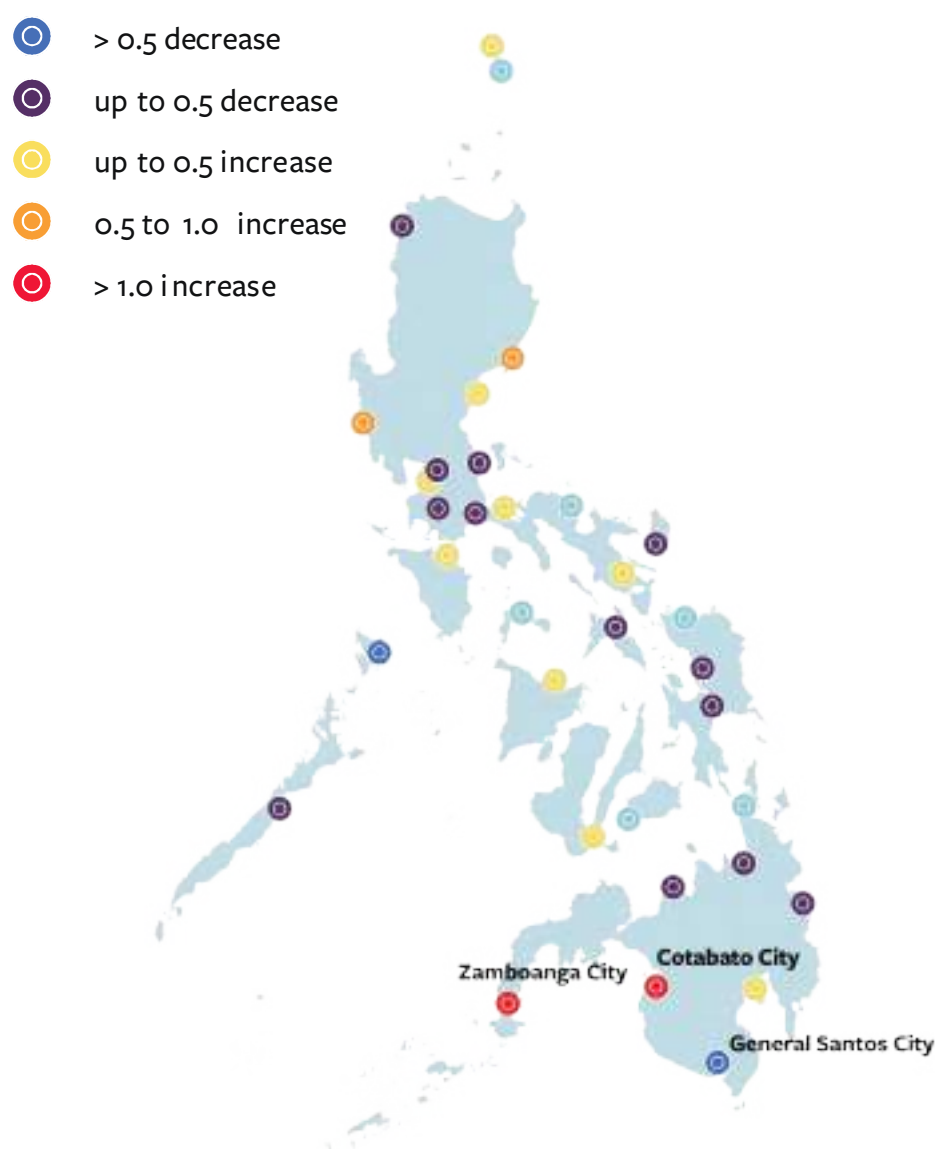 > 0.5 decrease
up to 0.5 decrease
up to 0.5 increase
0.5 to 1.0 increase
> 1.0 increase
Cotabato City
Zamboanga City
General Santos City